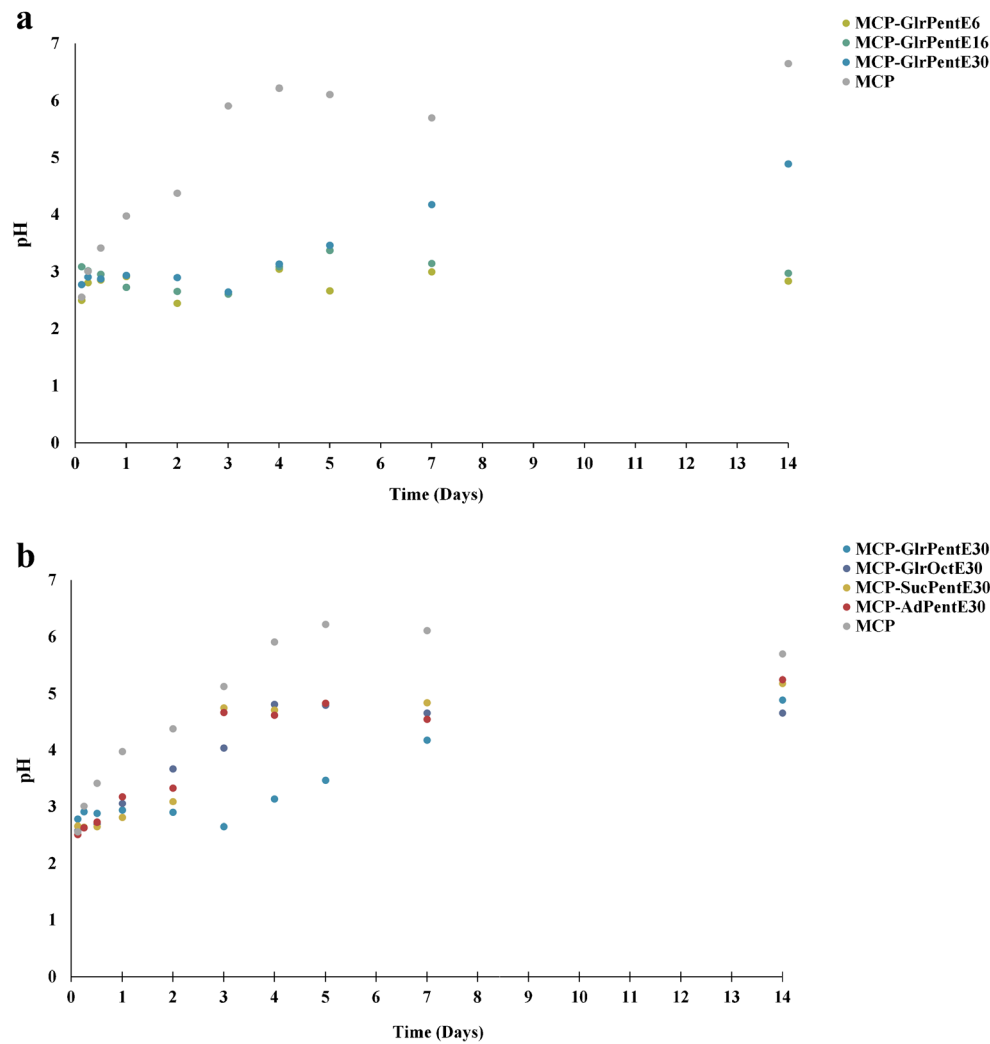 a
MCP-GlrPentE6
MCP-GlrPentE16
MCP-GlrPentE30
MCP
7
6
5
4
3
2
1
0
pH
0 1 2 3 4 5 7 8 9 10 11 12 13 14
Time (Days)
b
MCP-GlrPentE30
MCP-GlrOctE30
MCP-SucPentE30
MCP-AdPentE30
MCP
7
6
5
4
3
2
1
0
pH
0 1 2 3 4 5 6 7 8 9 10 11 12 13 14
Time (Days)